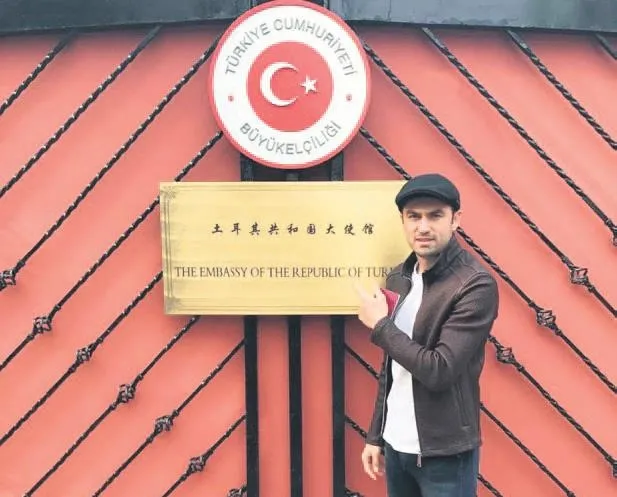 TÜRKİYE CUMHURİYETİ
BÜYÜKELÇİLİĞİ
土耳其共和国大使馆
THE EMBASSY OF THE REPUBLIC OF TUR